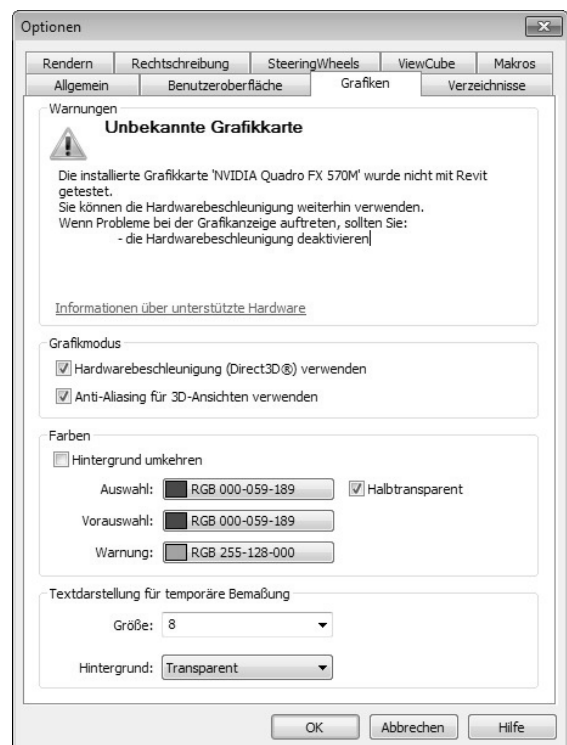 Optionen
Rendern Rechtschreibung SteeringWheels ViewCube Makros
Allgemein Benutzeroberfläche Grafiken Verzeichnisse
Warnungen
Unbekannte Grafikkarte
Die installierte Grafikkarte 'NVIDIA Quadro FX 570M' wurde nicht mit Revit
getestet.
Sie können die Hardwarebeschleunigung weiterhin verwenden.
Wenn Probleme bei der Grafikanzeige auftreten, sollten Sie:
- die Hardwarebeschleunigung deaktivieren
Informationen über unterstützte Hardware
Grafikmodus
Hardwarebeschleunigung (Direct3D®) verwenden
Anti-Aliasing für 3D-Ansichten verwenden
Farben
Hintergrund umkehren
Auswahl: RGB 000-059-189 Halbtransparent
Vorauswahl: RGB 000-059-189
Warnung: RGB 255-128-000
Textdarstellung für temporäre Bemaßung
Größe: 8
Hintergrund: Transparent
OK Abbrechen Hilfe